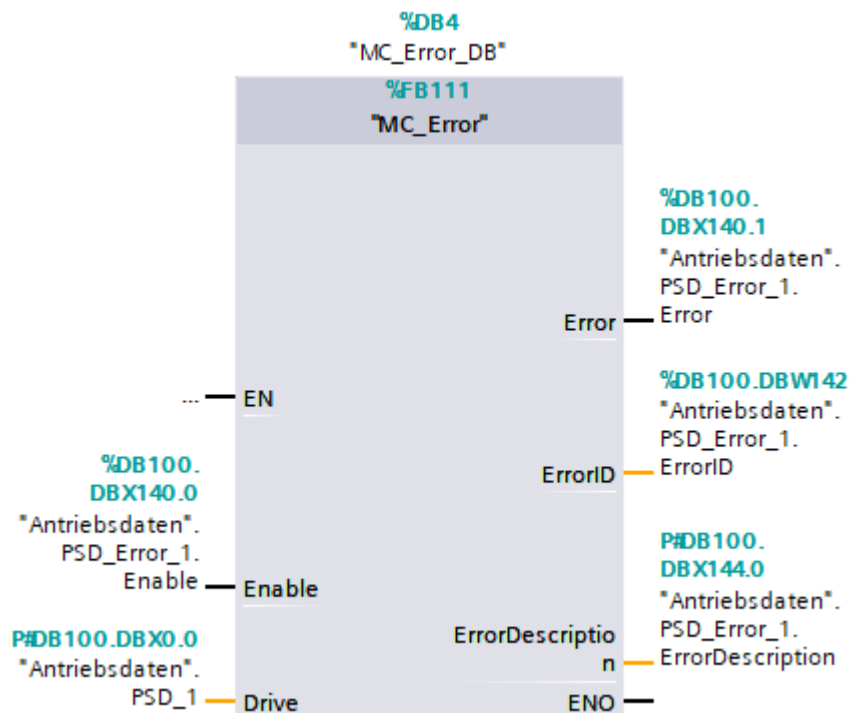 %DB4
"MC_Error_DB"
%FB111
"MC_Error"
%DB100.
DBX140.1
"Antriebsdaten".
PSD_Error_1.
Error
Error
... EN
%DB100.DBW142
"Antriebsdaten".
PSD_Error_1.
ErrorID
ErrorID
%DB100.
DBX140.0
"Antriebsdaten".
PSD_Error_1.
Enable
Enable
P#DB100.
DBX144.0
"Antriebsdaten".
PSD_Error_1.
ErrorDescription
ErrorDescriptio
n
P#DB100.DBX0.0
"Antriebsdaten".
PSD_1
Drive
ENO